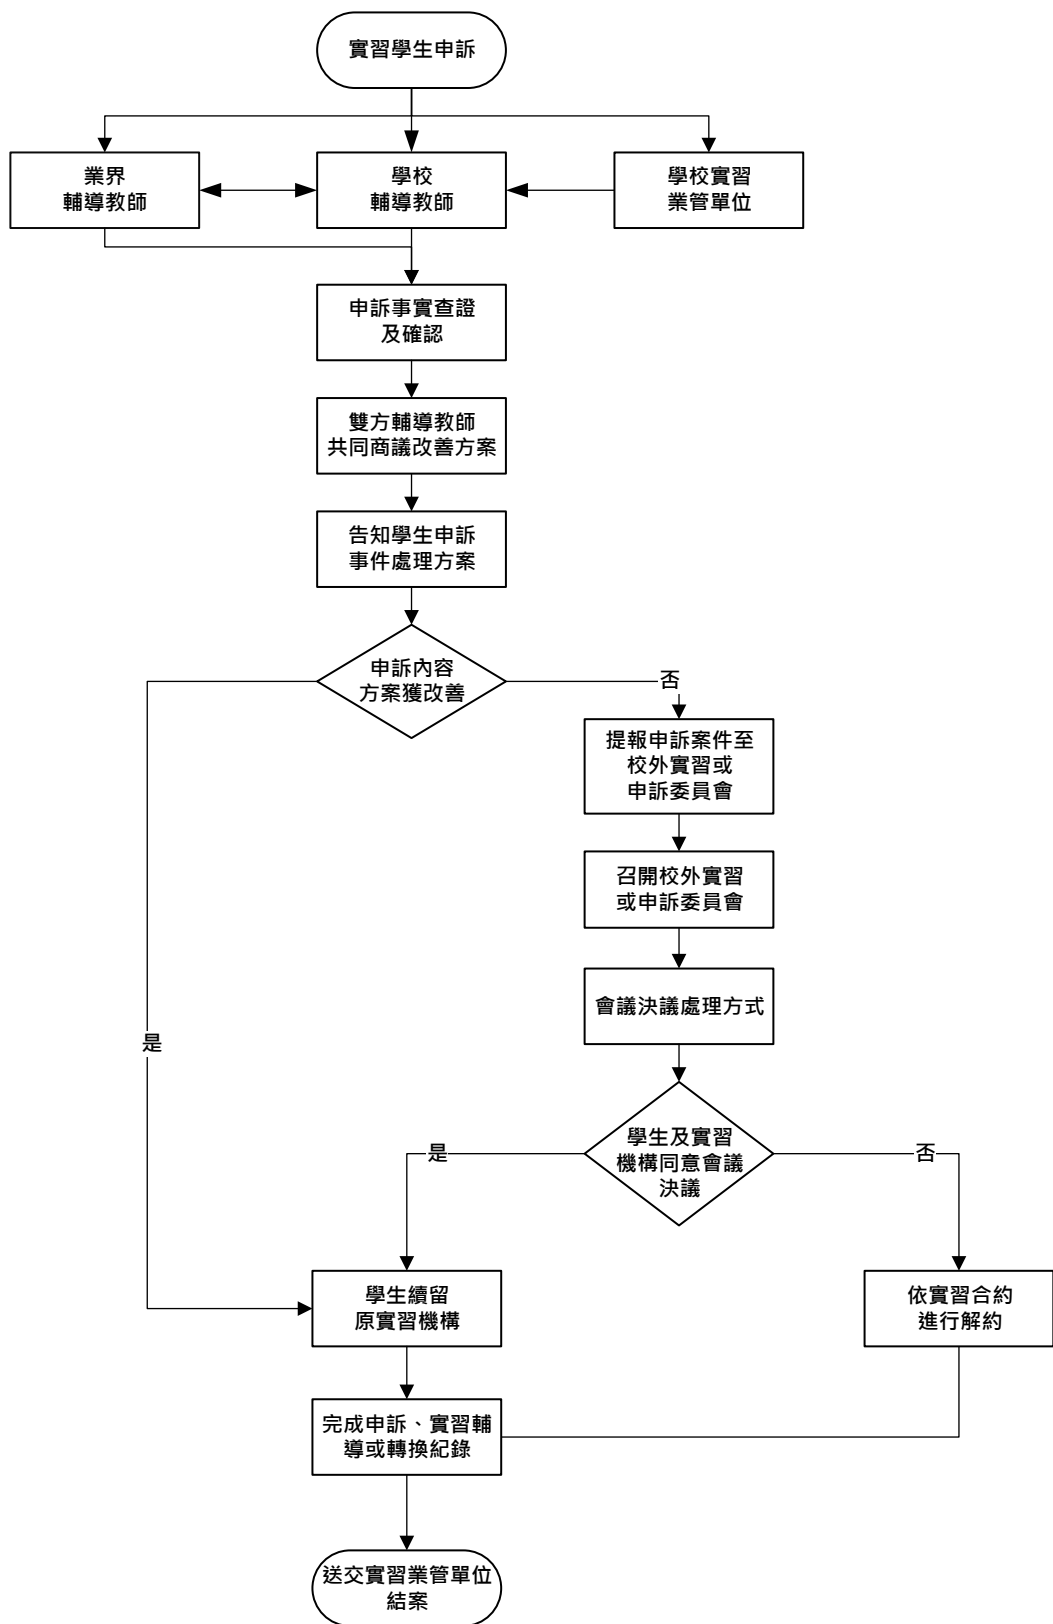 實習學生申訴
業界
輔導教師
學校
輔導教師
學校實習
業管單位
申訴事實查證
及確認
雙方輔導教師
共同商議改善方案
告知學生申訴
事件處理方案
申訴內容
方案獲改善
否
提報申訴案件至
校外實習或
申訴委員會
召開校外實習
或申訴委員會
會議決議處理方式
是
學生及實習
機構同意會議
決議
是
否
學生續留
原實習機構
依實習合約
進行解約
完成申訴、實習輔
導或轉換紀錄
送交實習業管單位
結案